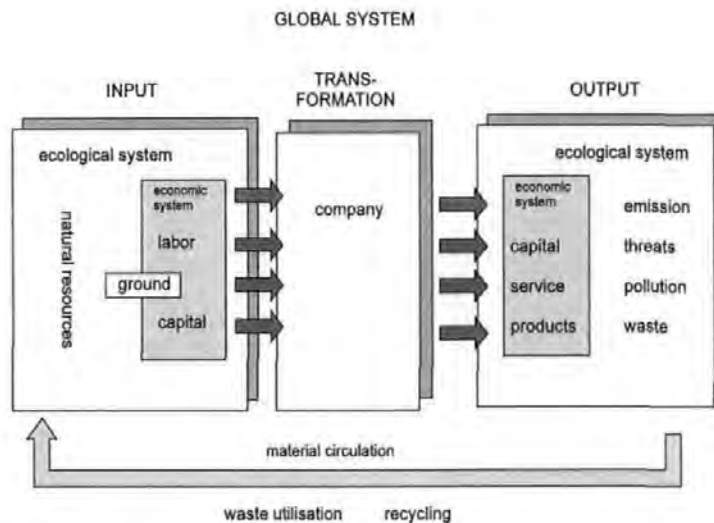 GLOBAL SYSTEM
INPUT
TRANS-
FORMATION
OUTPUT
ecological system
natural resources
economic
system
labor
ground
capital
company
ecological system
economic
system
capital
service
products
emission
threats
pollution
waste
material circulation
waste utilisation recycling